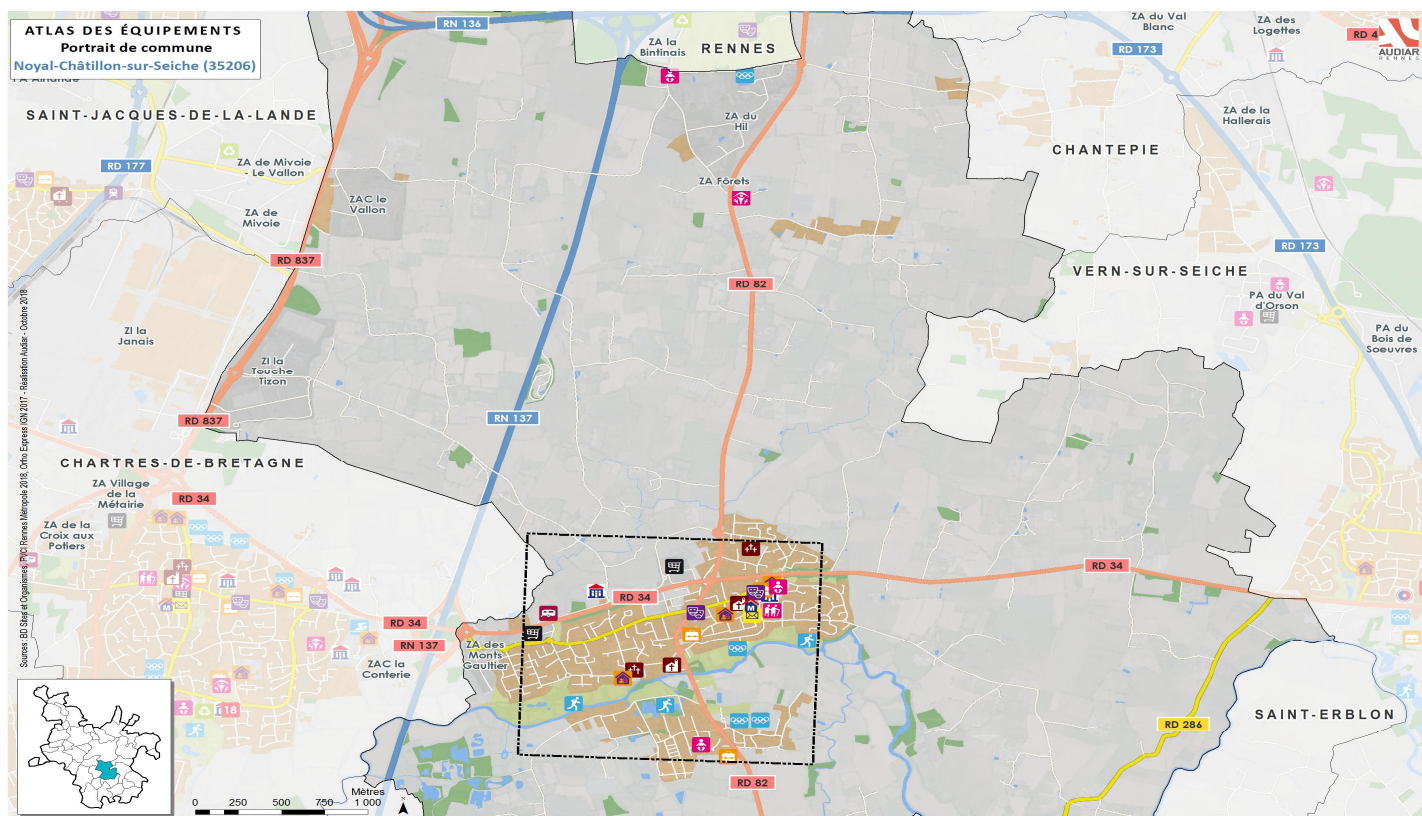 ATLAS DES ÉQUIPEMENTS
Portrait de commune
Noyal-Châtillon-sur-Seiche (35206)
RN 136
ZA la
Bintinais
RENNES
ZA du Val
Blanc
ZA des
Logettes
RD 173
RD 4
AUDIAR
RENNES
SAINT-JACQUES-DE-LA-LANDE
ZA du
Hil
ZA de la
Hallerais
CHANTEPIE
RD 177
ZA de Mivoie
- Le Vallon
ZA Fôrets
ZAC le
Vallon
ZA de
Mivoie
RD 173
RD 837
VERN-SUR-SEICHE
RD 82
PA du Val
d'Orson
ZI la
Janais
PA du
Bois de
Soeuvres
ZI la
Touche
Tizon
RD 837
RN 137
CHARTRES-DE-BRETAGNE
ZA Village
de la
Métairie
RD 34
ZA de la
Croix aux
Potiers
RD 34
RD 34
M
M
RD 34
RN 137
ZA des
Monts
Gaultier
ZAC la
Conterie
18
SAINT-ERBLON
RD 286
RD 82
Mètres
0 250 500 750 1 000
N
Sources : BD Sites et Organismes, PVCI Rennes Métropole 2018, Ortho Express IGN 2017 - Réalisation Audiar - Octobre 2018